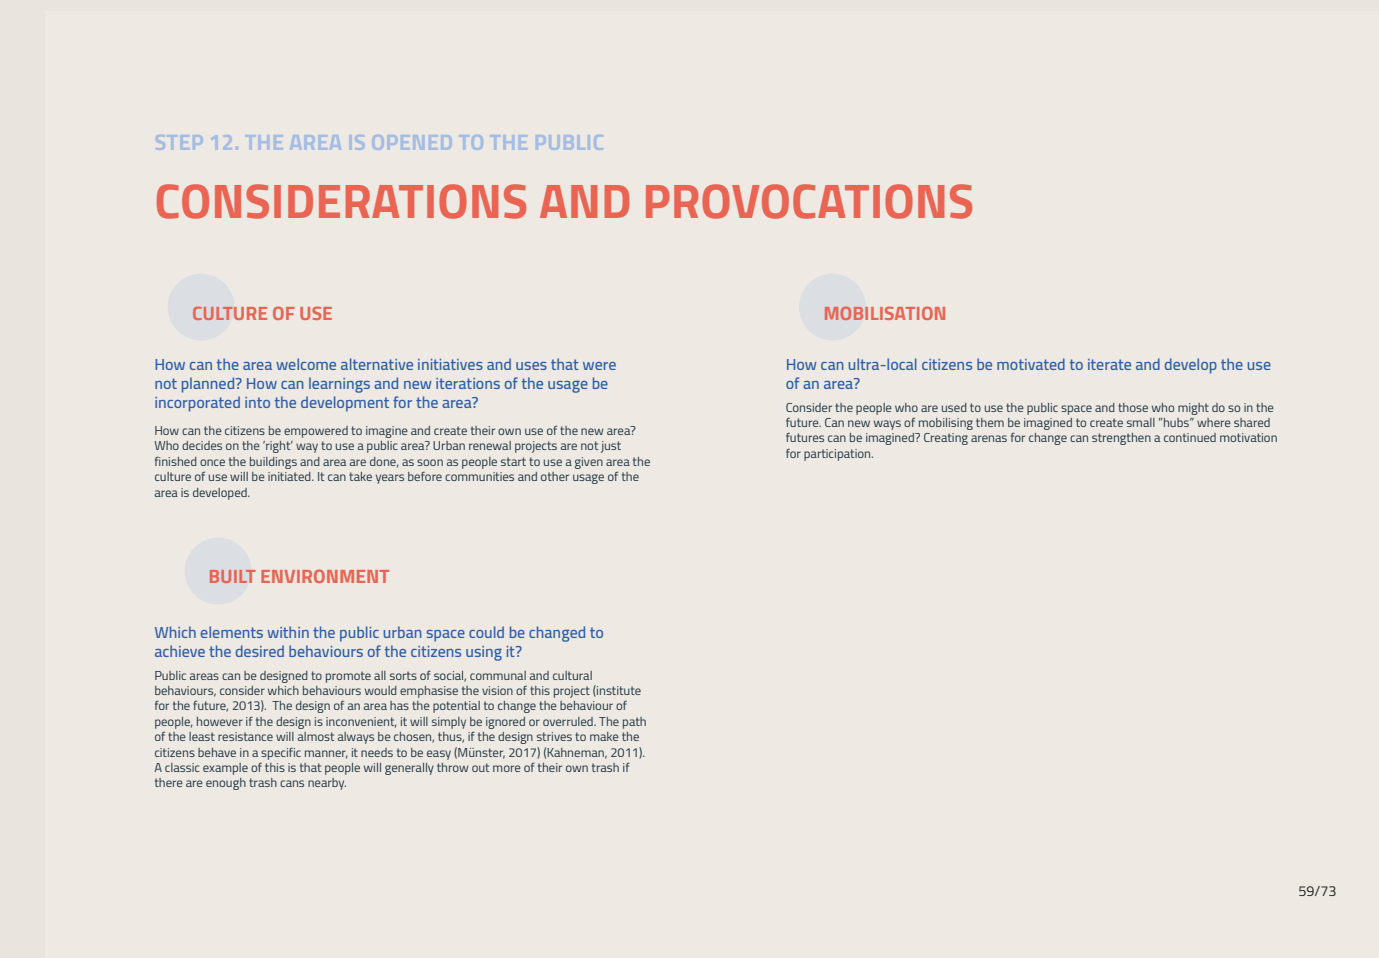 STEP 12. THE AREA IS OPENED TO THE PUBLIC
CONSIDERATIONS AND PROVOCATIONS
CULTURE OF USE
How can the area welcome alternative initiatives and uses that were
not planned? How can learnings and new iterations of the usage be
incorporated into the development for the area?
How can the citizens be empowered to imagine and create their own use of the new area?
Who decides on the ‘right’ way to use a public area? Urban renewal projects are not just
finished once the buildings and area are done, as soon as people start to use a given area the
culture of use will be initiated. It can take years before communities and other usage of the
area is developed.
BUILT ENVIRONMENT
Which elements within the public urban space could be changed to
achieve the desired behaviours of the citizens using it?
Public areas can be designed to promote all sorts of social, communal and cultural
behaviours, consider which behaviours would emphasise the vision of this project (institute
for the future, 2013).  The design of an area has the potential to change the behaviour of
people, however if the design is inconvenient, it will simply be ignored or overruled. The path
of the least resistance will almost always be chosen, thus, if the design strives to make the
citizens behave in a specific manner, it needs to be easy (Münster, 2017) (Kahneman, 2011).
A classic example of this is that people will generally throw out more of their own trash if
there are enough trash cans nearby.
MOBILISATION
How can ultra-local citizens be motivated to iterate and develop the use
of an area?
Consider the people who are used to use the public space and those who might do so in the
future. Can new ways of mobilising them be imagined to create small “hubs” where shared
futures can be imagined? Creating arenas for change can strengthen a continued motivation
for participation.
59/73